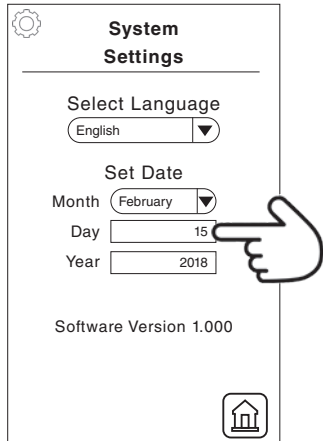 System
Settings
Select Language
English
Set Date
Month February
Day 15
Year 2018
Software Version 1.000